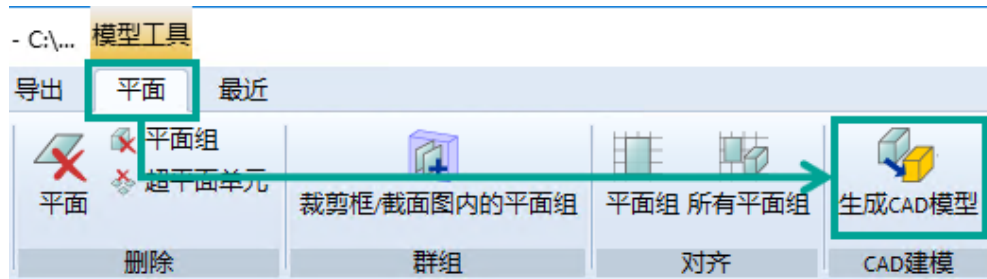 - C:\... 模型工具
导出 平面 最近
平面
平面组
超平面单元
裁剪框/截面图内的平面组
平面组 所有平面组
生成CAD模型
删除 群组 对齐 CAD建模